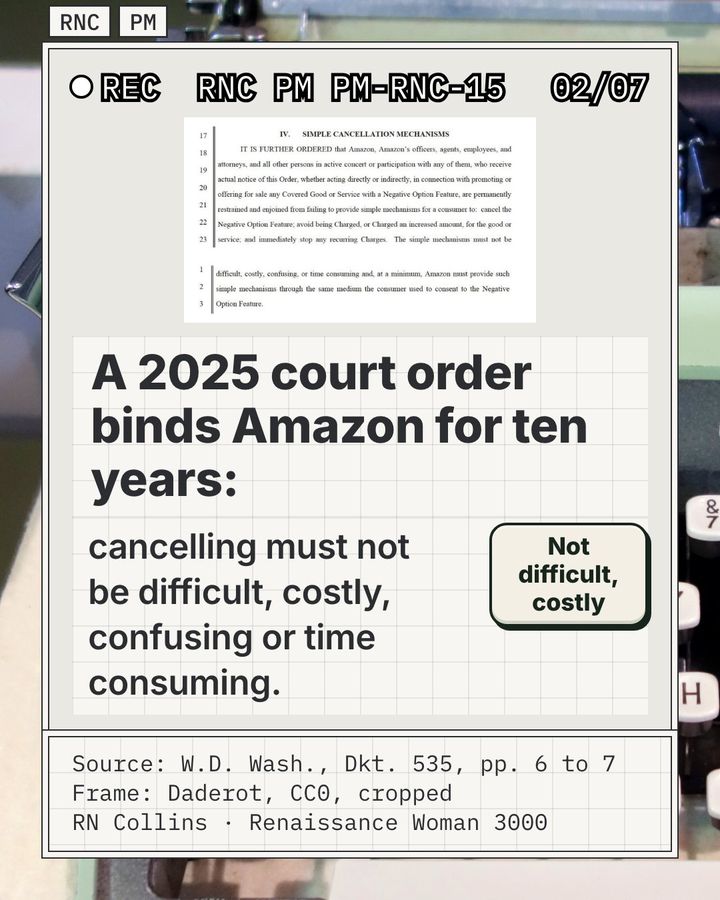 RNC PM
REC RNC PM PM-RNC-15 02/07
17 IV. SIMPLE CANCELLATION MECHANISMS
18 IT IS FURTHER ORDERED that Amazon, Amazon's officers, agents, employees, and
19 attorneys, and all other persons in active concert or participation with any of them, who receive
20 actual notice of this Order, whether acting directly or indirectly, in connection with promoting or
offering for sale any Covered Good or Service with a Negative Option Feature, are permanently
21 restrained and enjoined from failing to provide simple mechanisms for a consumer to: cancel the
22 Negative Option Feature; avoid being Charged, or Charged an increased amount, for the good or
23 service; and immediately stop any recurring Charges. The simple mechanisms must not be
1 difficult, costly, confusing, or time consuming and, at a minimum, Amazon must provide such
2 simple mechanisms through the same medium the consumer used to consent to the Negative
3 Option Feature.
A 2025 court order
binds Amazon for ten
years:
cancelling must not
be difficult, costly,
confusing or time
consuming.
Not
difficult,
costly
&
7
Y
H
Source: W.D. Wash., Dkt. 535, pp. 6 to 7
Frame: Daderot, CC0, cropped
RN Collins · Renaissance Woman 3000